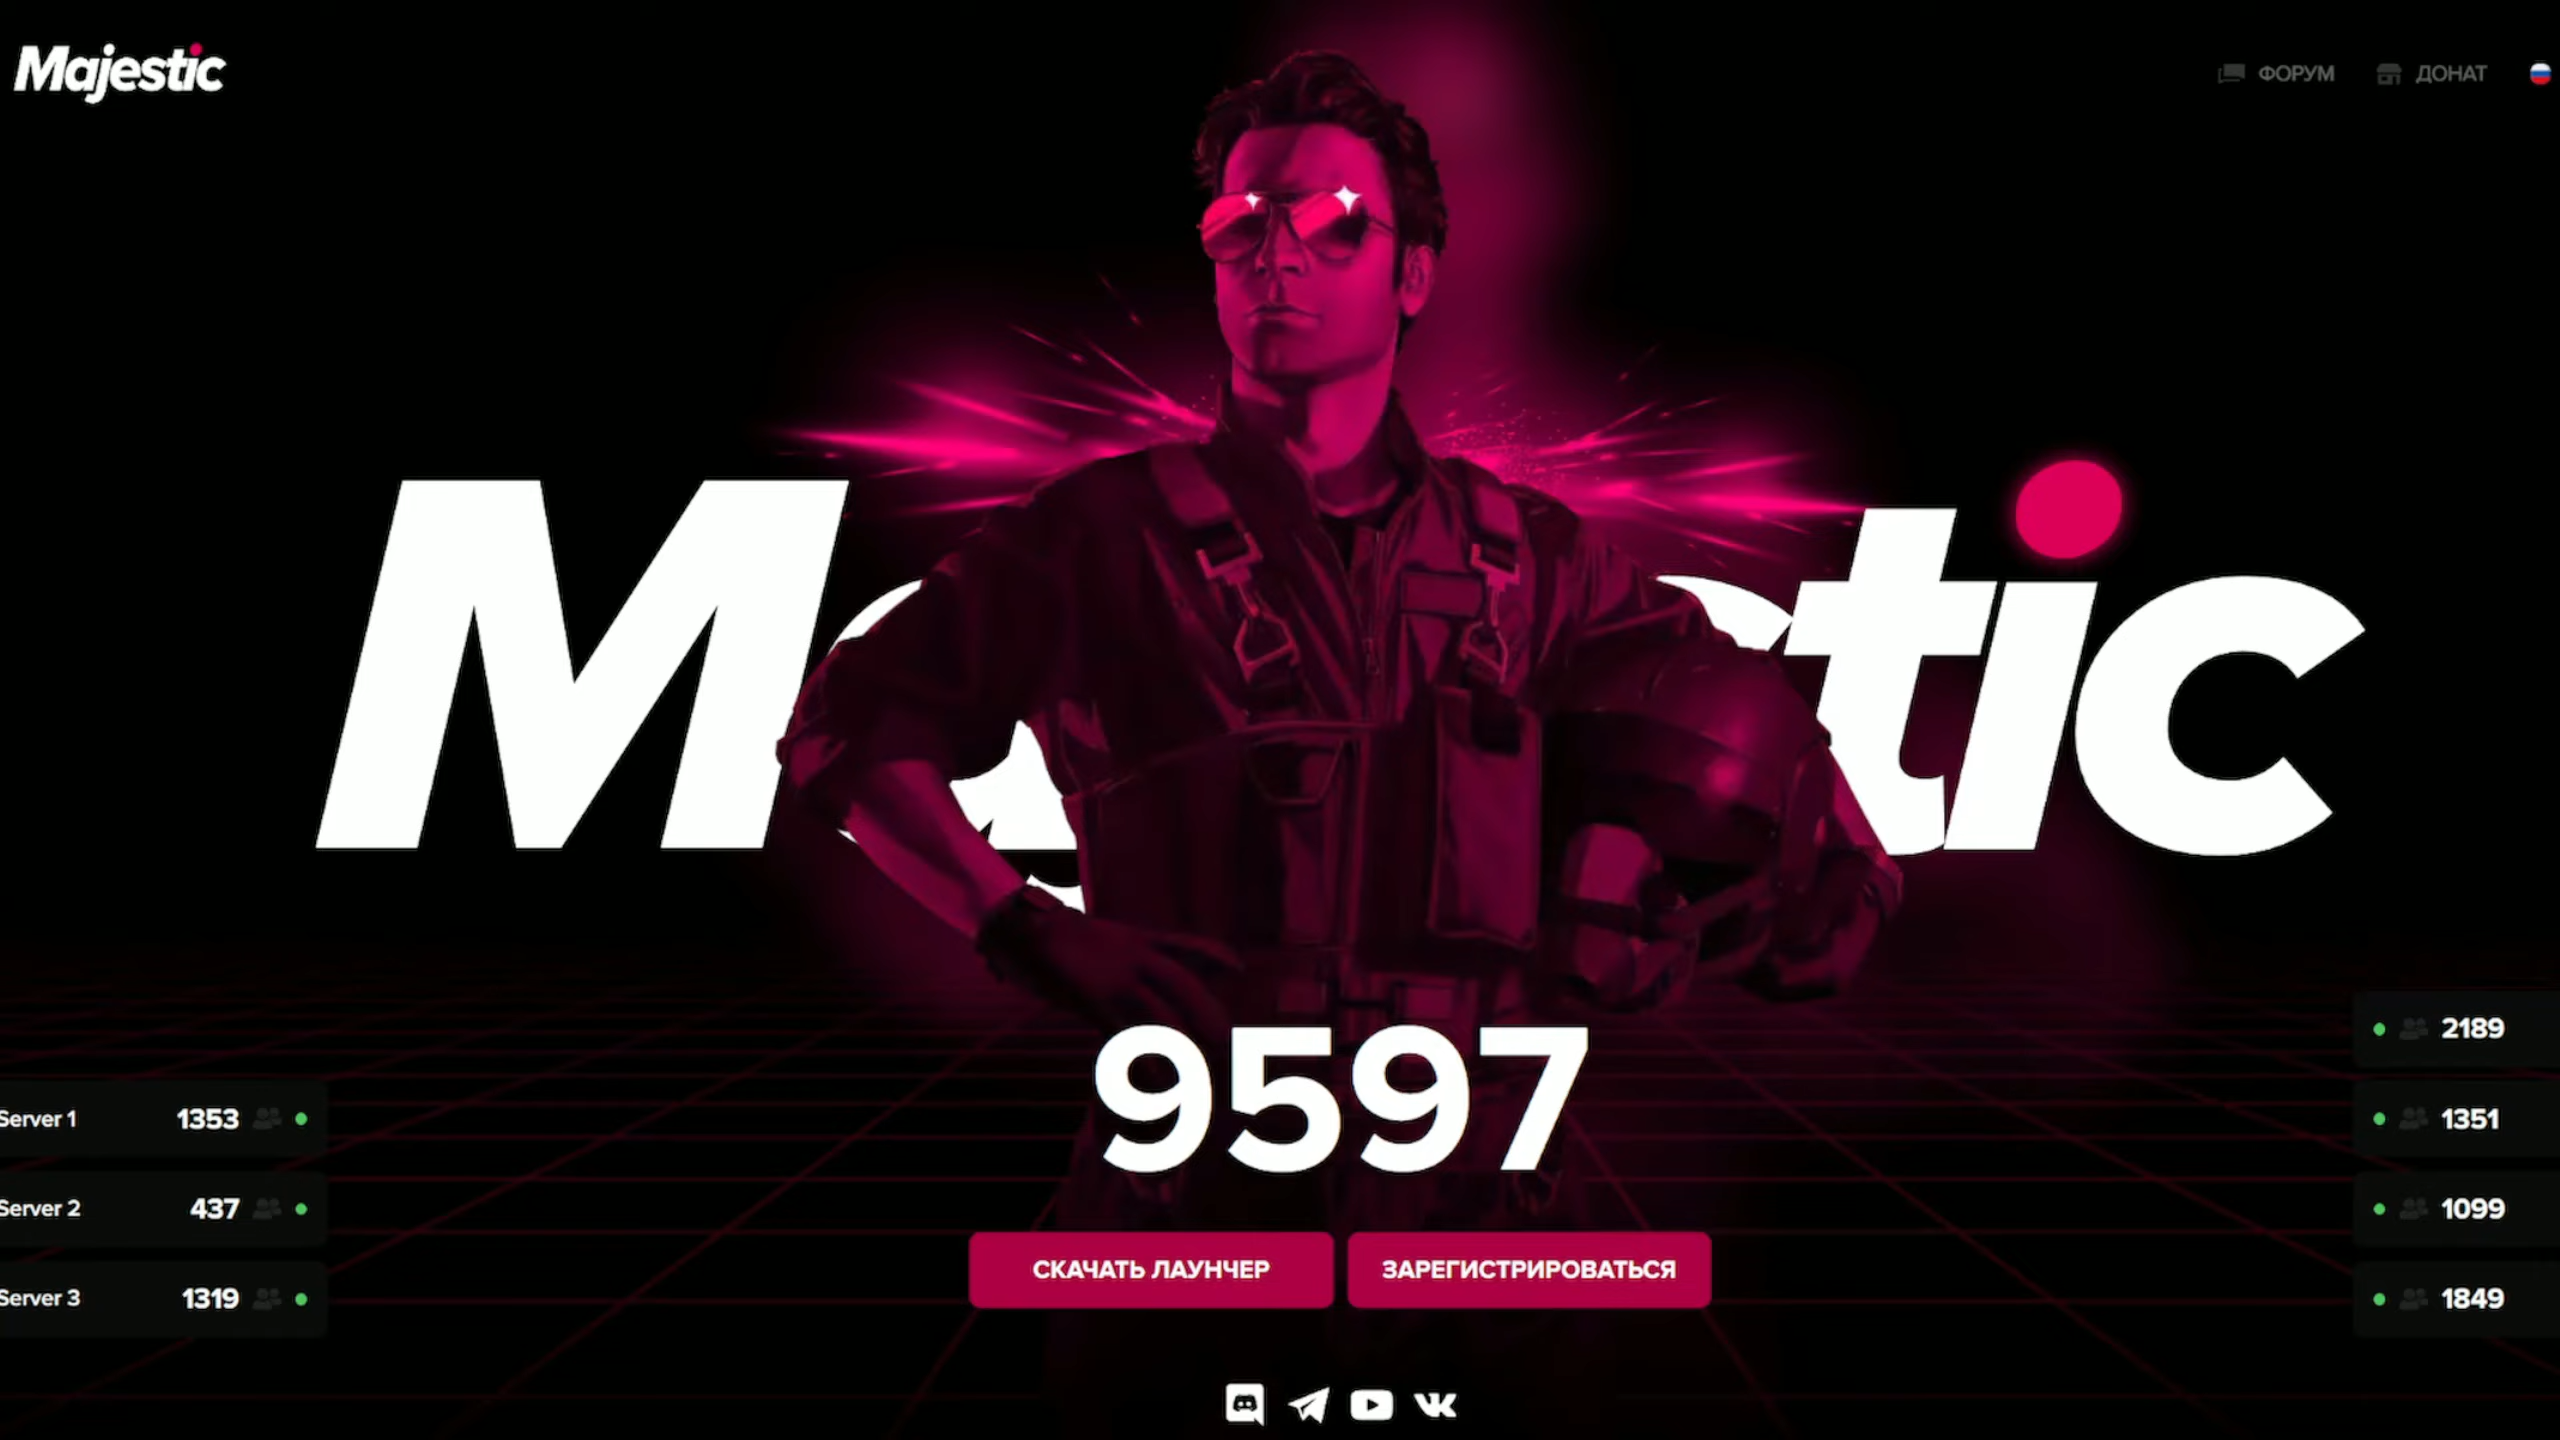 Majestic
ФОРУМ
ДОНАТ
Majestic
9597
Server 1 1353
Server 2 437
Server 3 1319
2189
1351
1099
1849
СКАЧАТЬ ЛАУНЧЕР
ЗАРЕГИСТРИРОВАТЬСЯ